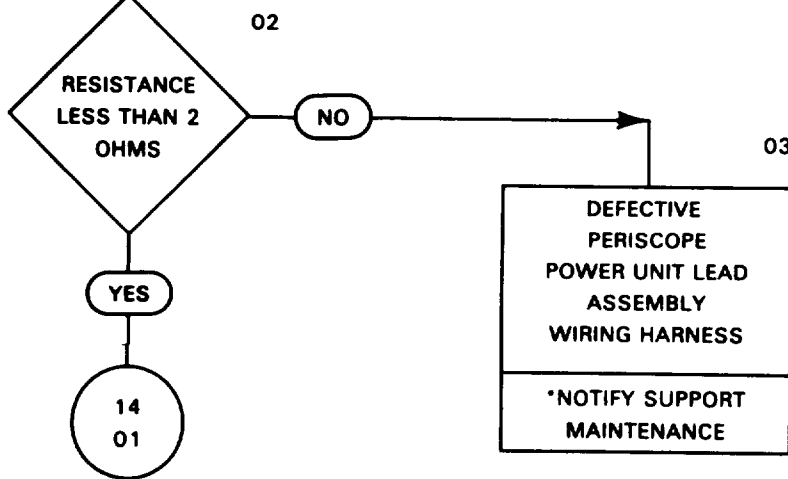 02
RESISTANCE
LESS THAN 2
OHMS
NO
03
DEFECTIVE
PERISCOPE
POWER UNIT LEAD
ASSEMBLY
WIRING HARNESS
*NOTIFY SUPPORT
MAINTENANCE
YES
14
01